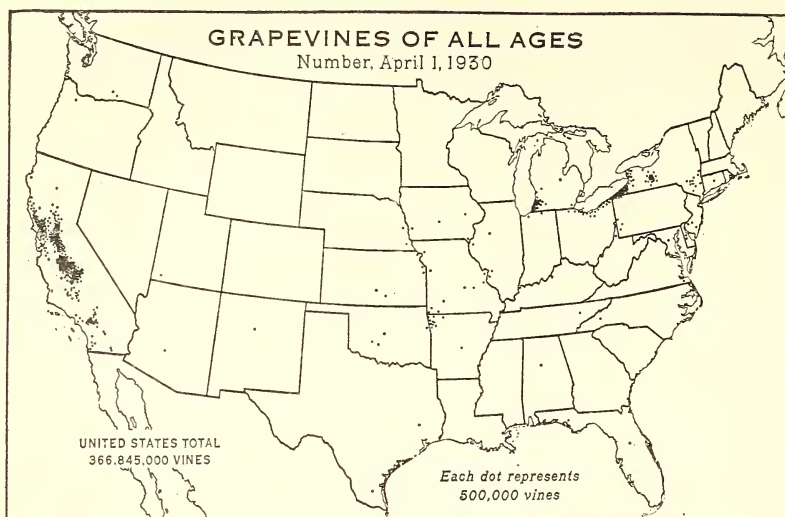 GRAPEVINES OF ALL AGES
Number, April 1, 1930
UNITED STATES TOTAL
366,845,000 VINES
Each dot represents
500,000 vines